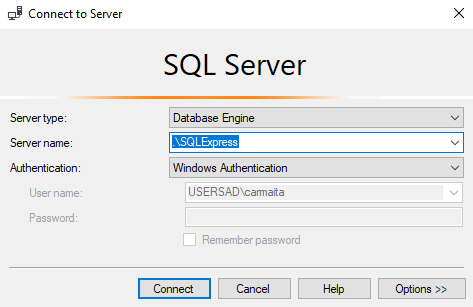 Connect to Server
SQL Server
Server type: Database Engine
Server name: .\SQLExpress
Authentication: Windows Authentication
User name: USERSAD\carmaita
Password:
Remember password
Connect Cancel Help Options >>